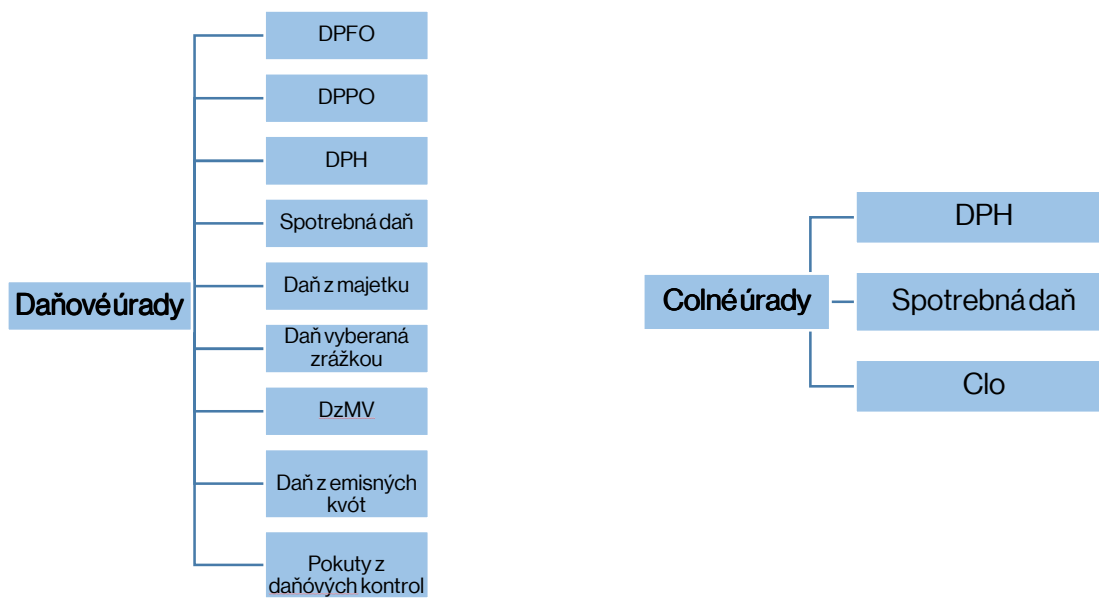 Daňové úrady
DPFO
DPPO
DPH
Spotrebná daň
Daň z majetku
Daň vyberaná
zrážkou
DzMV
Daň z emisných
kvót
Pokuty z
daňóvých kontrol
Colné úrady
DPH
Spotrebná daň
Clo